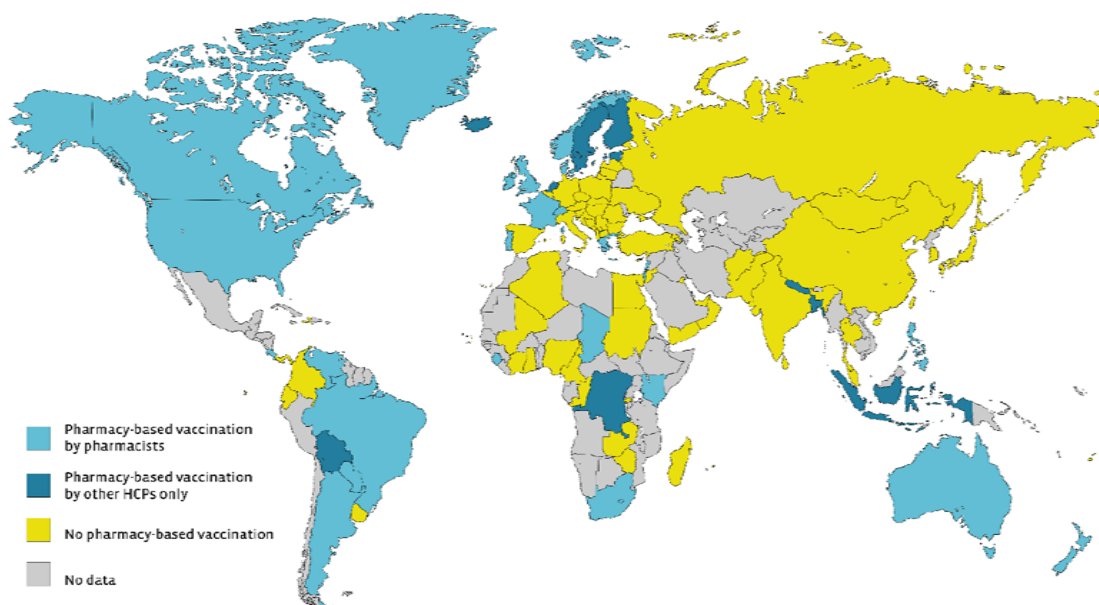 Pharmacy-based vaccination
by pharmacists
Pharmacy-based vaccination
by other HCPs only
No pharmacy-based vaccination
No data